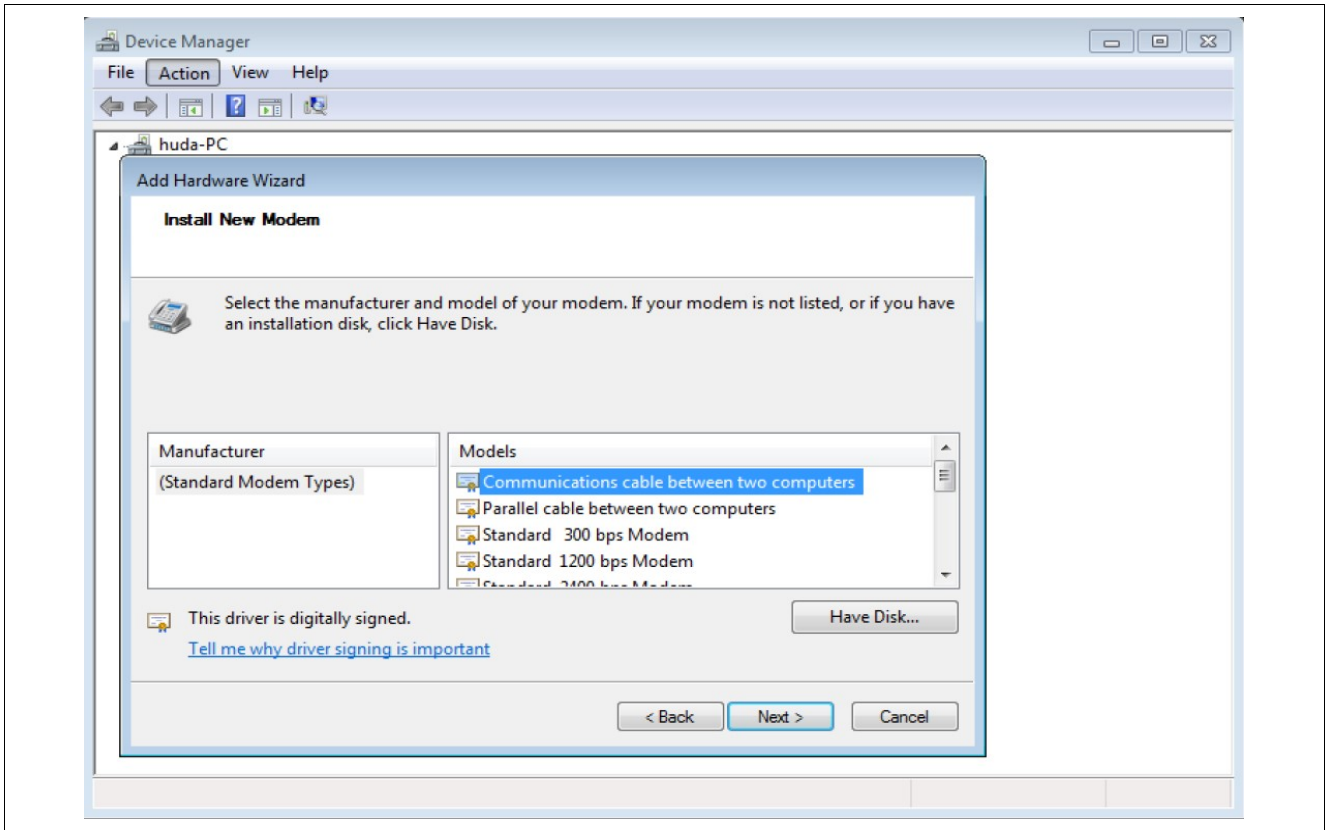 Device Manager
File Action View Help
huda-PC
Add Hardware Wizard
Install New Modem
Select the manufacturer and model of your modem. If your modem is not listed, or if you have
an installation disk, click Have Disk.
Manufacturer
(Standard Modem Types)
Models
Communications cable between two computers
Parallel cable between two computers
Standard 300 bps Modem
Standard 1200 bps Modem
Standard 2400 bps Modem
This driver is digitally signed.
Have Disk...
Tell me why driver signing is important
< Back Next > Cancel